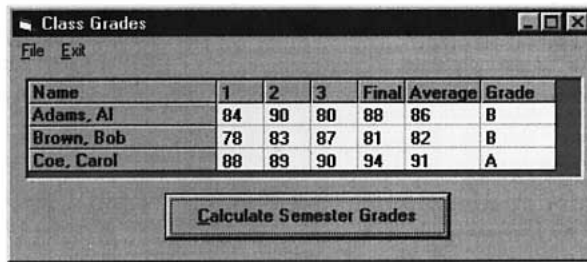 Class Grades
File Exit
Name 1 2 3 Final Average Grade
Adams, Al 84 90 80 88 86 B
Brown, Bob 78 83 87 81 82 B
Coe, Carol 88 89 90 94 91 A
Calculate Semester Grades